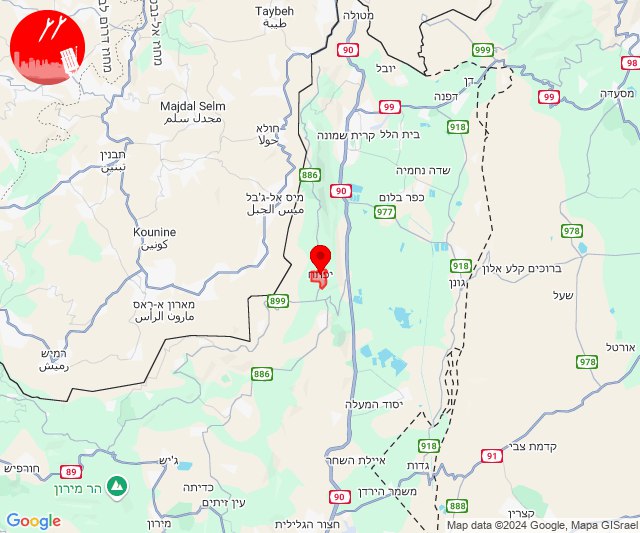 Taybeh
طيبة
מטולה
90
999
יובל
דן
98
99
99
דפנה
מסעדה
Majdal Selm
مجدل سلم
חולא
حولا
קרית שמונה
בית הלל
918
תבנין
تبنين
886
שדה נחמיה
90
מיס אל-ג'בל
ميس الجبل
כפר בלום
977
Kounine
كونين
978
918
ברוכים קלע אלון
גונן
899
שעל
מארון א-ראס
مارون الرأس
אורטל
רמיש
رميش
886
978
יסוד המעלה
918
קדמת צבי
91
ג'יש
איילת השחר
גדות
חורפיש
89
הר מירון
כדיתה
משמר הירדן
90
עין זיתים
888
קצרין
מירון
חצור הגלילית
Google
Map data ©2024 Google, Mapa GISrael